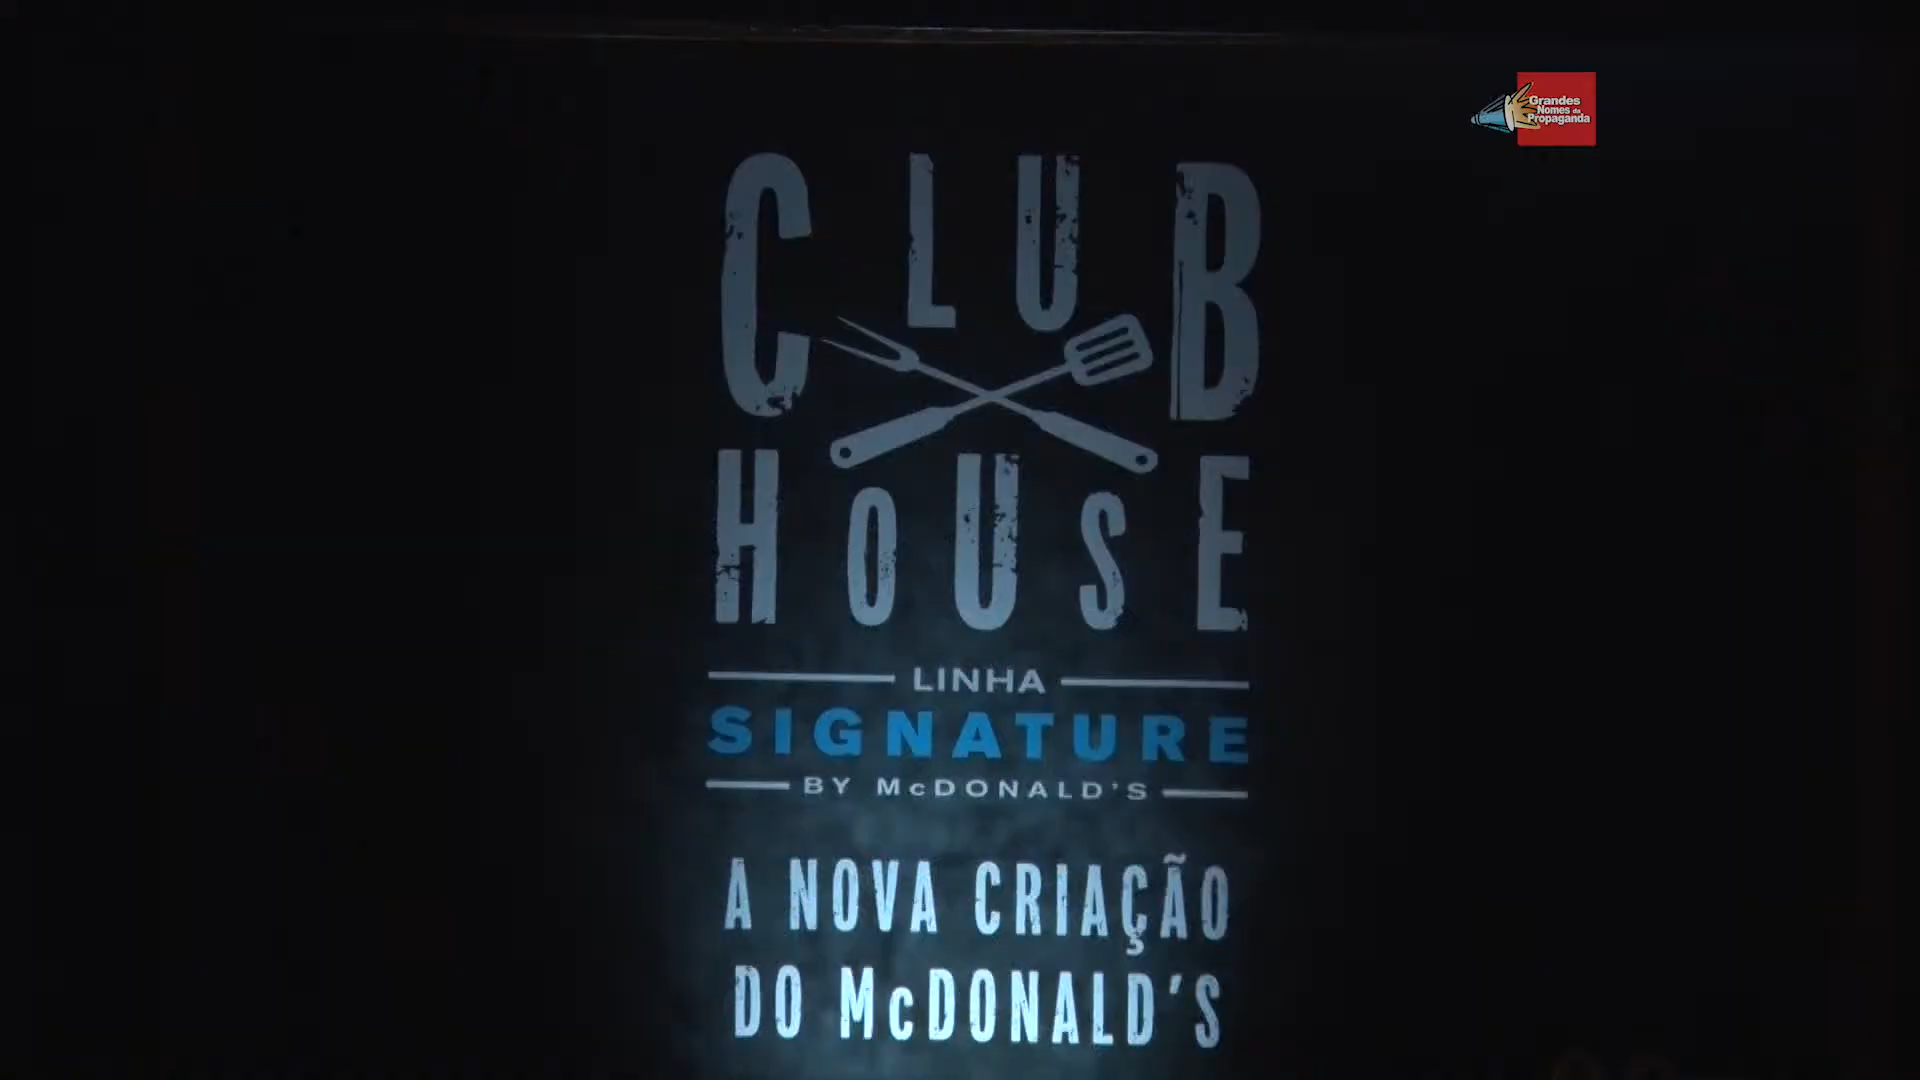 Grandes
Nomes da
Propaganda
CLUB
HOUSE
LINHA
SIGNATURE
BY McDONALD'S
A NOVA CRIAÇÃO
DO McDONALD'S